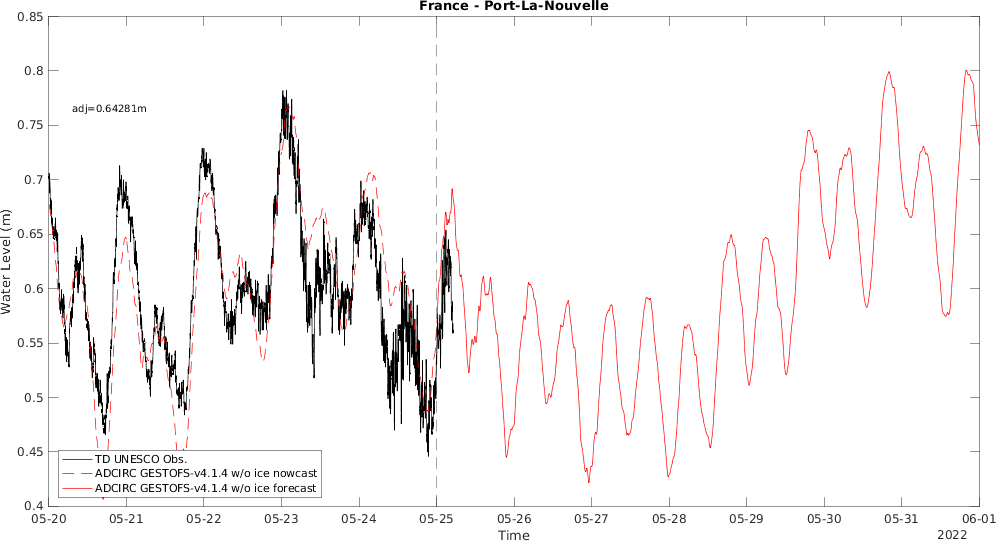 France - Port-La-Nouvelle
0.85
0.8
0.75
0.7
0.65
0.6
0.55
0.5
0.45
0.4
Water Level (m)
adj=0.64281m
TD UNESCO Obs.
ADCIRC GESTOFS-v4.1.4 w/o ice nowcast
ADCIRC GESTOFS-v4.1.4 w/o ice forecast
05-20 05-21 05-22 05-23 05-24 05-25 05-26 05-27 05-28 05-29 05-30 05-31 06-01
Time
2022